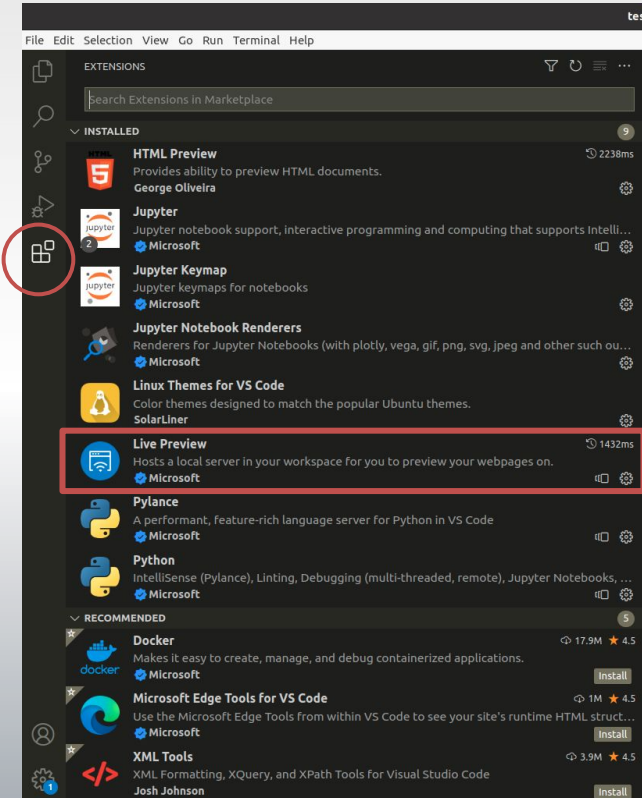 tes
File Edit Selection View Go Run Terminal Help
EXTENSIONS
Search Extensions in Marketplace
INSTALLED 9
HTML Preview 2238ms
HTML
5
Provides ability to preview HTML documents.
George Oliveira
Jupyter
jupyter
2
Jupyter notebook support, interactive programming and computing that supports Intelli...
Microsoft
Jupyter Keymap
jupyter
Jupyter keymaps for notebooks
Microsoft
Jupyter Notebook Renderers
Renderers for Jupyter Notebooks (with plotly, vega, gif, png, svg, jpeg and other such ou...
Microsoft
Linux Themes for VS Code
Color themes designed to match the popular Ubuntu themes.
SolarLiner
Live Preview 1432ms
Hosts a local server in your workspace for you to preview your webpages on.
Microsoft
Pylance
A performant, feature-rich language server for Python in VS Code
Microsoft
Python
IntelliSense (Pylance), Linting, Debugging (multi-threaded, remote), Jupyter Notebooks, ...
Microsoft
RECOMMENDED 5
Docker 17.9M ★ 4.5
docker
Makes it easy to create, manage, and debug containerized applications.
Microsoft Install
Microsoft Edge Tools for VS Code 1M ★ 4.5
Use the Microsoft Edge Tools from within VS Code to see your site's runtime HTML struct...
Microsoft Install
XML Tools 3.9M ★ 4.5
</>
XML Formatting, XQuery, and XPath Tools for Visual Studio Code
1
Josh Johnson Install